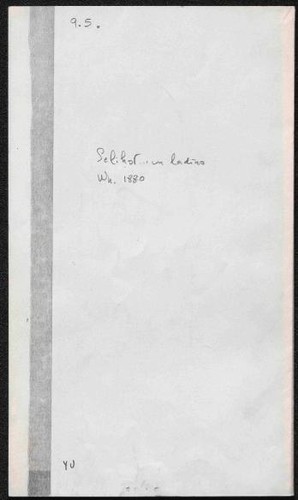 9.5.
Selihot in ladino
Wn. 1880
YU